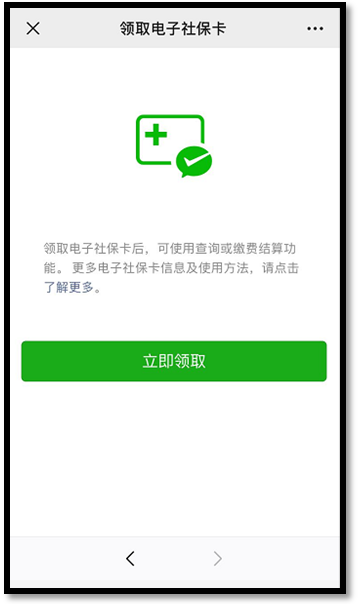 领取电子社保卡
领取电子社保卡后，可使用查询或缴费结算功
能。 更多电子社保卡信息及使用方法，请点击
了解更多。
立即领取